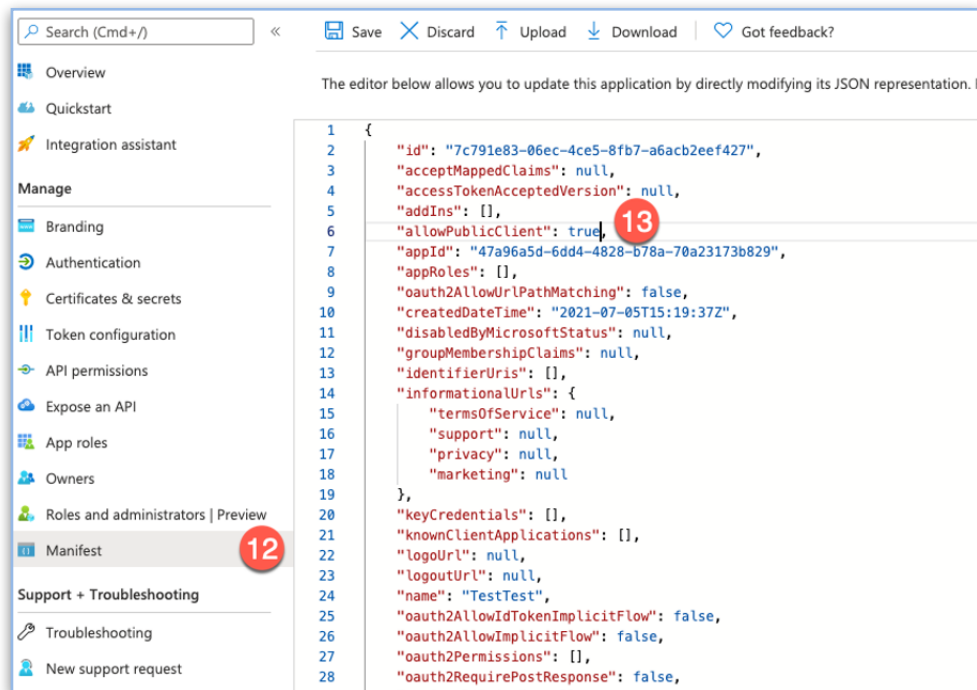 Search (Cmd+/)
«
Save
Discard
Upload
Download
Got feedback?
Overview
Quickstart
Integration assistant
Manage
Branding
Authentication
Certificates & secrets
Token configuration
API permissions
Expose an API
App roles
Owners
Roles and administrators | Preview
Manifest
12
Support + Troubleshooting
Troubleshooting
New support request
The editor below allows you to update this application by directly modifying its JSON representation.
1 {
2 "id": "7c791e83-06ec-4ce5-8fb7-a6acb2eef427",
3 "acceptMappedClaims": null,
4 "accessTokenAcceptedVersion": null,
5 "addIns": [],
6 "allowPublicClient": true,
13
7 "appId": "47a96a5d-6dd4-4828-b78a-70a23173b829",
8 "appRoles": [],
9 "oauth2AllowUrlPathMatching": false,
10 "createdDateTime": "2021-07-05T15:19:37Z",
11 "disabledByMicrosoftStatus": null,
12 "groupMembershipClaims": null,
13 "identifierUris": [],
14 "informationalUrls": {
15 "termsOfService": null,
16 "support": null,
17 "privacy": null,
18 "marketing": null
19 },
20 "keyCredentials": [],
21 "knownClientApplications": [],
22 "logoUrl": null,
23 "logoutUrl": null,
24 "name": "TestTest",
25 "oauth2AllowIdTokenImplicitFlow": false,
26 "oauth2AllowImplicitFlow": false,
27 "oauth2Permissions": [],
28 "oauth2RequirePostResponse": false,